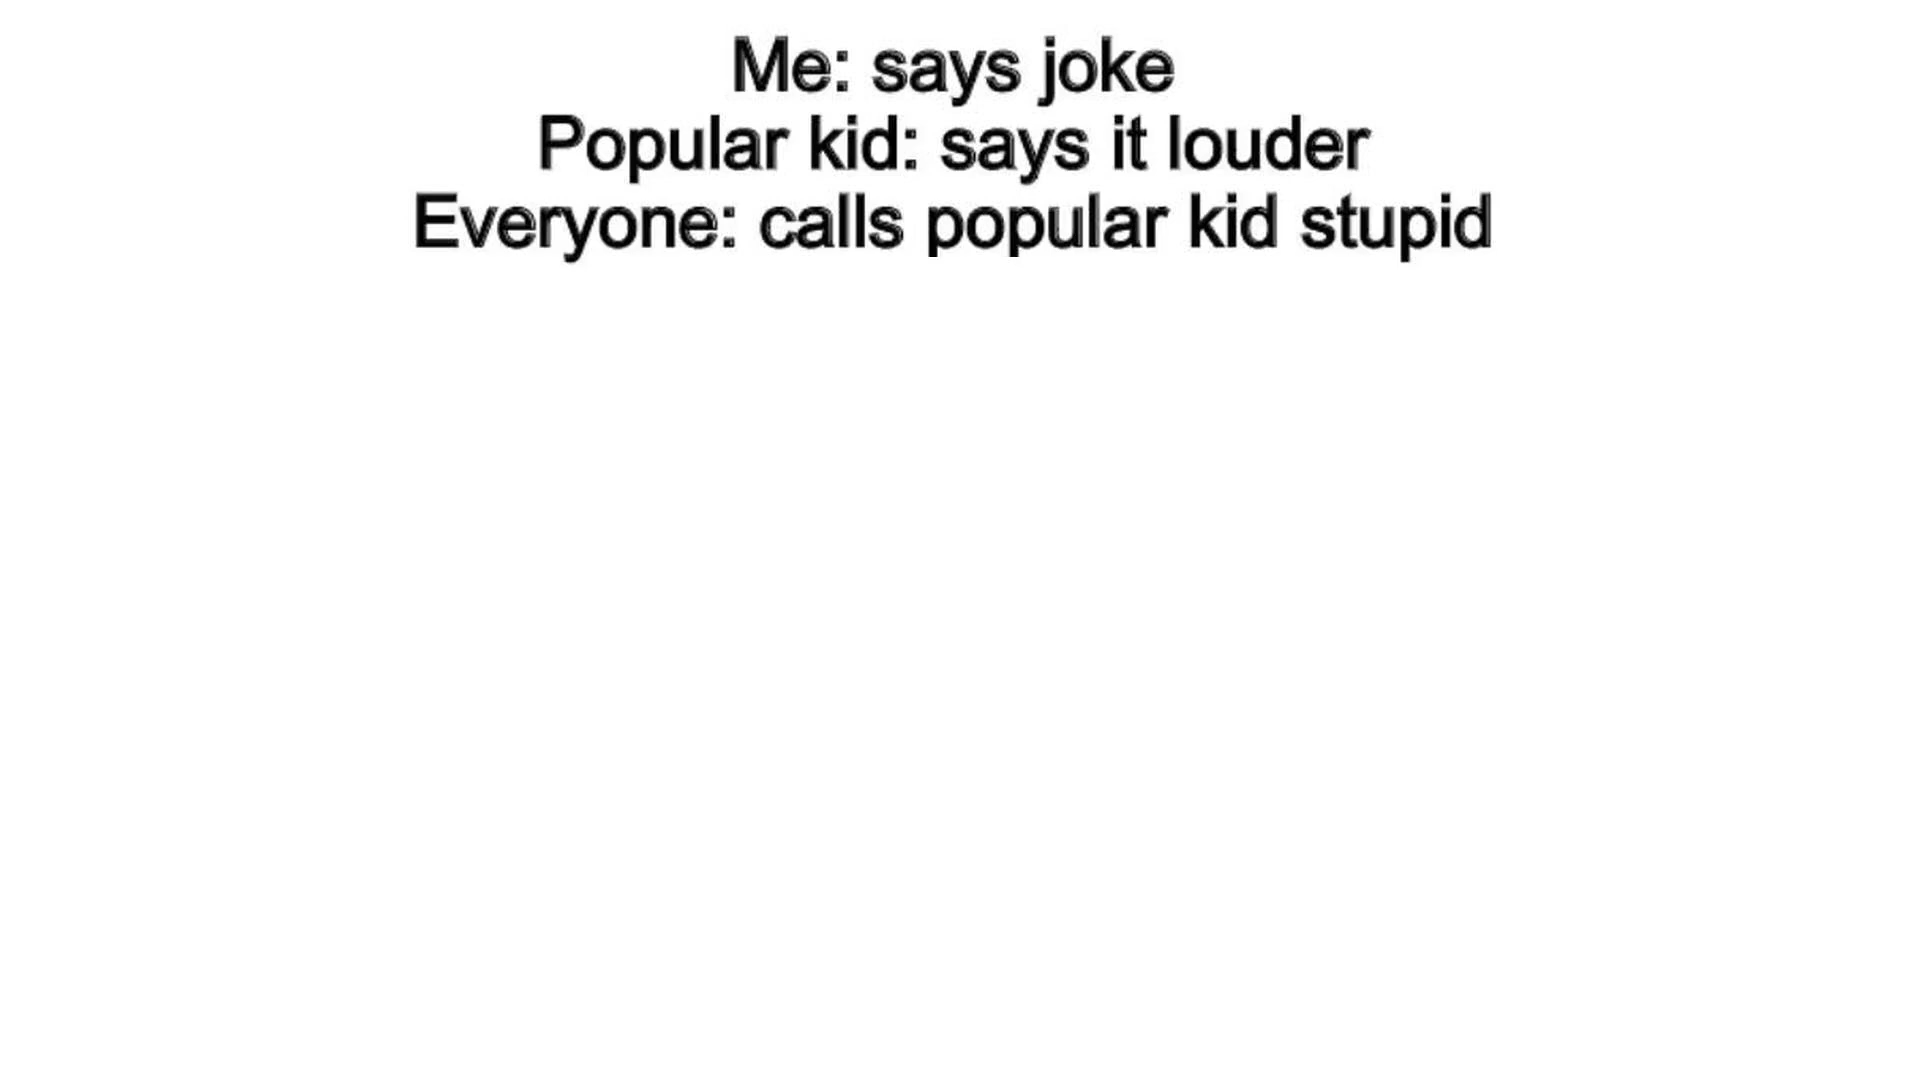 Me: says joke
Popular kid: says it louder
Everyone: calls popular kid stupid